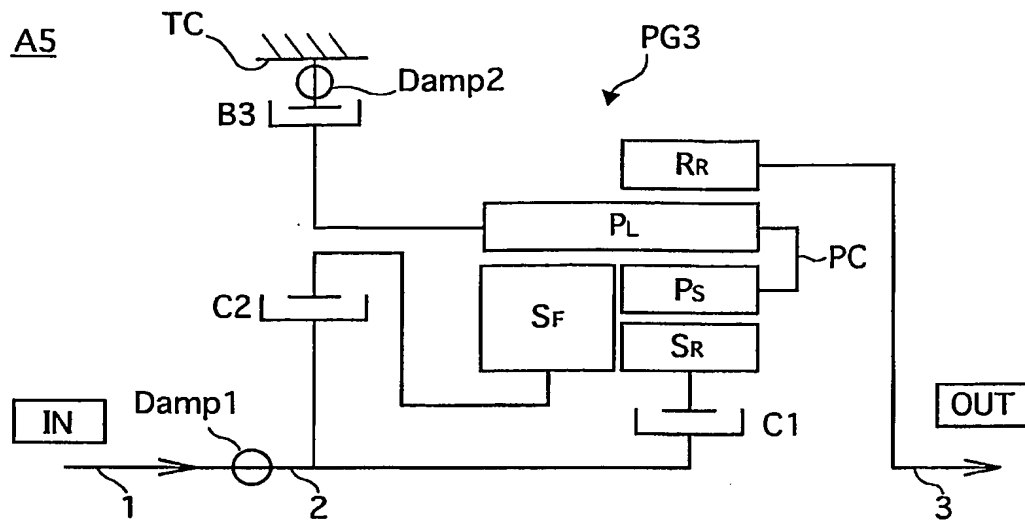 A5
TC
PG3
Damp2
B3
RR
PL
PC
C2
SF
PS
SR
Damp1
IN
C1
OUT
1
2
3